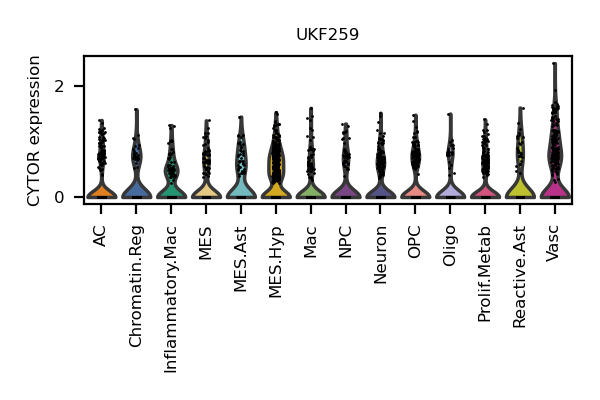 UKF259
CYTOR expression
2
0
AC
Chromatin.Reg
Inflammatory.Mac
MES
MES.Ast
MES.Hyp
Mac
NPC
Neuron
OPC
Oligo
Prolif.Metab
Reactive.Ast
Vasc